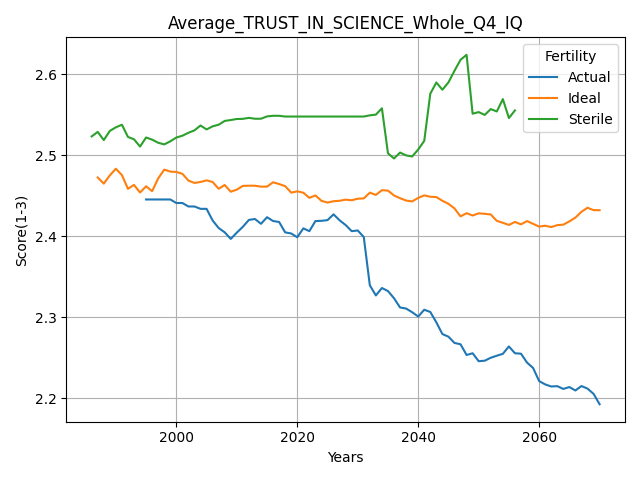 Average_TRUST_IN_SCIENCE_Whole_Q4_IQ
Fertility
Actual
Ideal
Sterile
Score(1-3)
2.6
2.5
2.4
2.3
2.2
2000
2020
2040
2060
Years